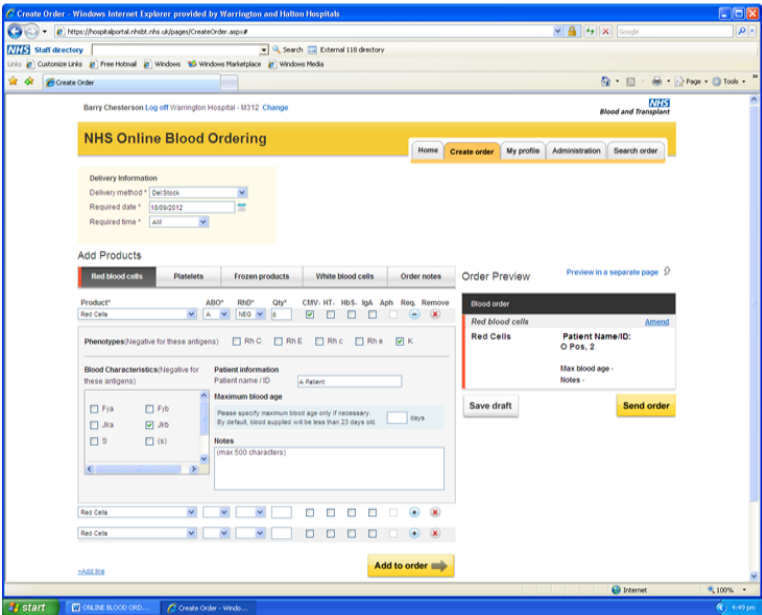 Create Order - Windows Internet Explorer provided by Warrington and Halton Hospitals
https://hospitalportal.nhsbt.nhs.uk/pages/CreateOrder.aspx#
Google
NHS Staff directory Search External 118 directory
Links Customize Links Free Hotmail Windows Windows Marketplace Windows Media
Create Order Page Tools
Barry Chesterson Log off Warrington Hospital - M312 Change
NHS
Blood and Transplant
NHS Online Blood Ordering
Home Create order My profile Administration Search order
Delivery Information
Delivery method * Del:Stock
Required date * 18/09/2012
Required time * AM
Add Products
Red blood cells Platelets Frozen products White blood cells Order notes
Product* ABO* RhD* Qty* CMV- HT- HbS- IgA Aph Req. Remove
Red Cells A NEG 6
Phenotypes(Negative for these antigens) Rh C Rh E Rh c Rh e K
Blood Characteristics(Negative for these antigens)
Fya Fyb
Jka Jkb
S (s)
Patient information
Patient name / ID A Patient
Maximum blood age
Please specify maximum blood age only if necessary.
By default, blood supplied will be less than 23 days old.
days
Notes
(max 500 characters)
Red Cells
Red Cells
+Add line
Add to order
Order Preview Preview in a separate page
Blood order
Red blood cells Amend
Red Cells Patient Name/ID:
O Pos, 2
Max blood age -
Notes -
Save draft Send order
Internet 100%
start ONLINE BLOOD ORD... Create Order - Windo... 4:49 pm